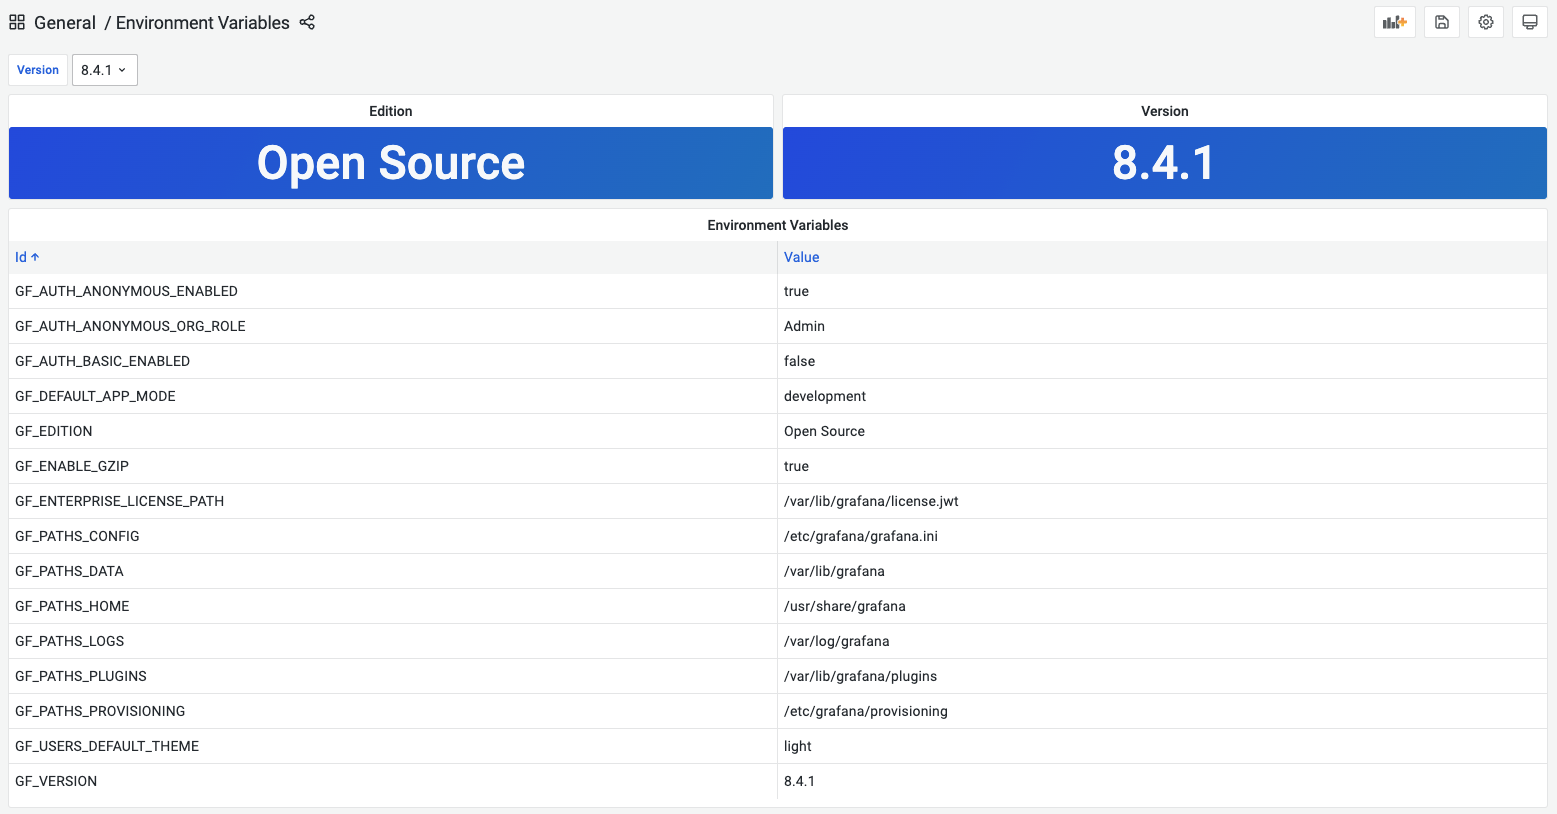 General / Environment Variables
Version 8.4.1
Edition Version
Open Source 8.4.1
Environment Variables
Id Value
GF_AUTH_ANONYMOUS_ENABLED true
GF_AUTH_ANONYMOUS_ORG_ROLE Admin
GF_AUTH_BASIC_ENABLED false
GF_DEFAULT_APP_MODE development
GF_EDITION Open Source
GF_ENABLE_GZIP true
GF_ENTERPRISE_LICENSE_PATH /var/lib/grafana/license.jwt
GF_PATHS_CONFIG /etc/grafana/grafana.ini
GF_PATHS_DATA /var/lib/grafana
GF_PATHS_HOME /usr/share/grafana
GF_PATHS_LOGS /var/log/grafana
GF_PATHS_PLUGINS /var/lib/grafana/plugins
GF_PATHS_PROVISIONING /etc/grafana/provisioning
GF_USERS_DEFAULT_THEME light
GF_VERSION 8.4.1